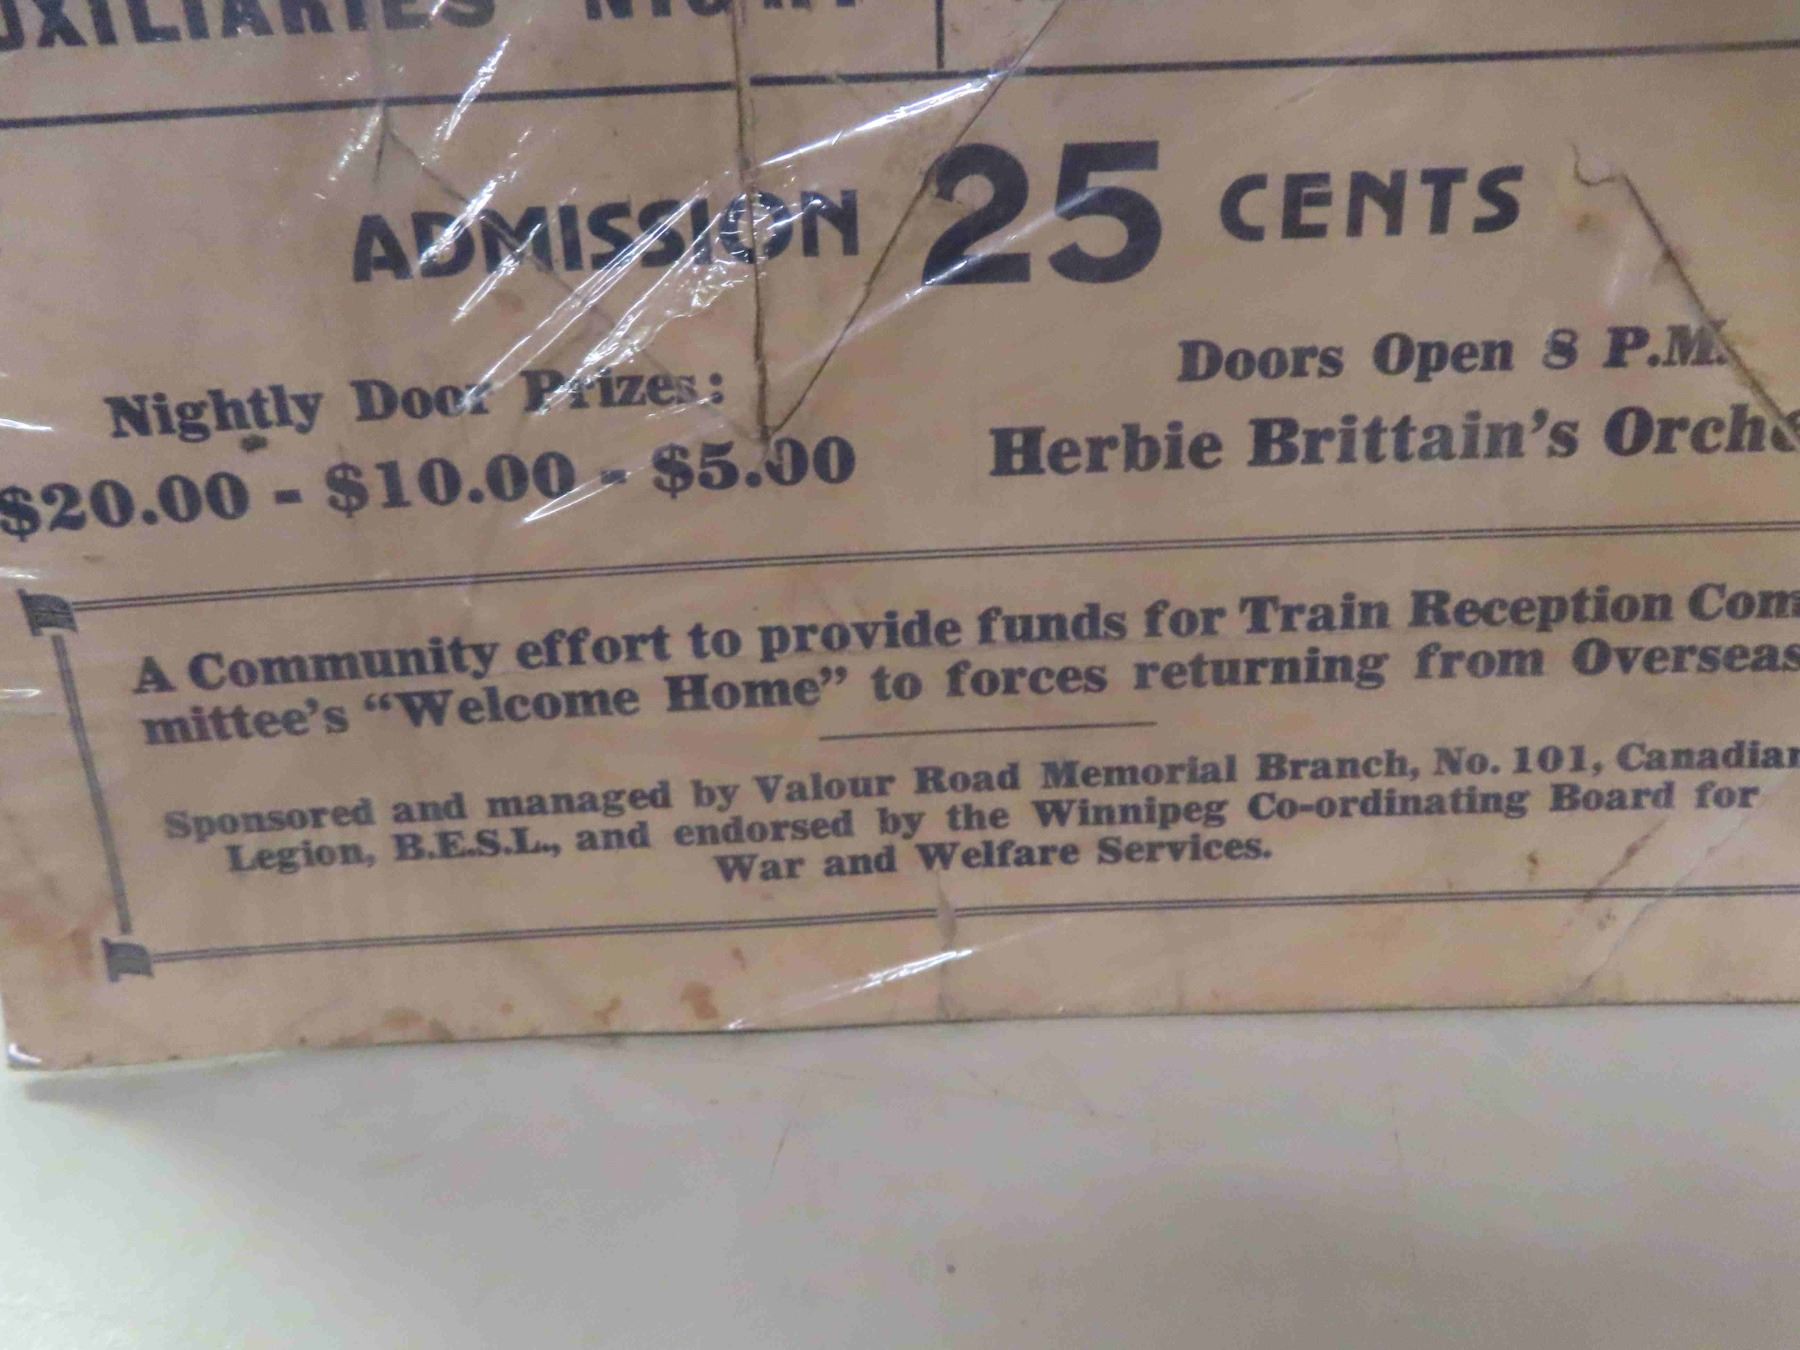 AUXILIARIES NIGHT
ADMISSION 25 CENTS
Nightly Door Prizes:
$20.00 - $10.00 - $5.00
Doors Open 8 P.M.
Herbie Brittain's Orche
A Community effort to provide funds for Train Reception Com
mittee's "Welcome Home" to forces returning from Overseas
Sponsored and managed by Valour Road Memorial Branch, No. 101, Canadian
Legion, B.E.S.L., and endorsed by the Winnipeg Co-ordinating Board for
War and Welfare Services.